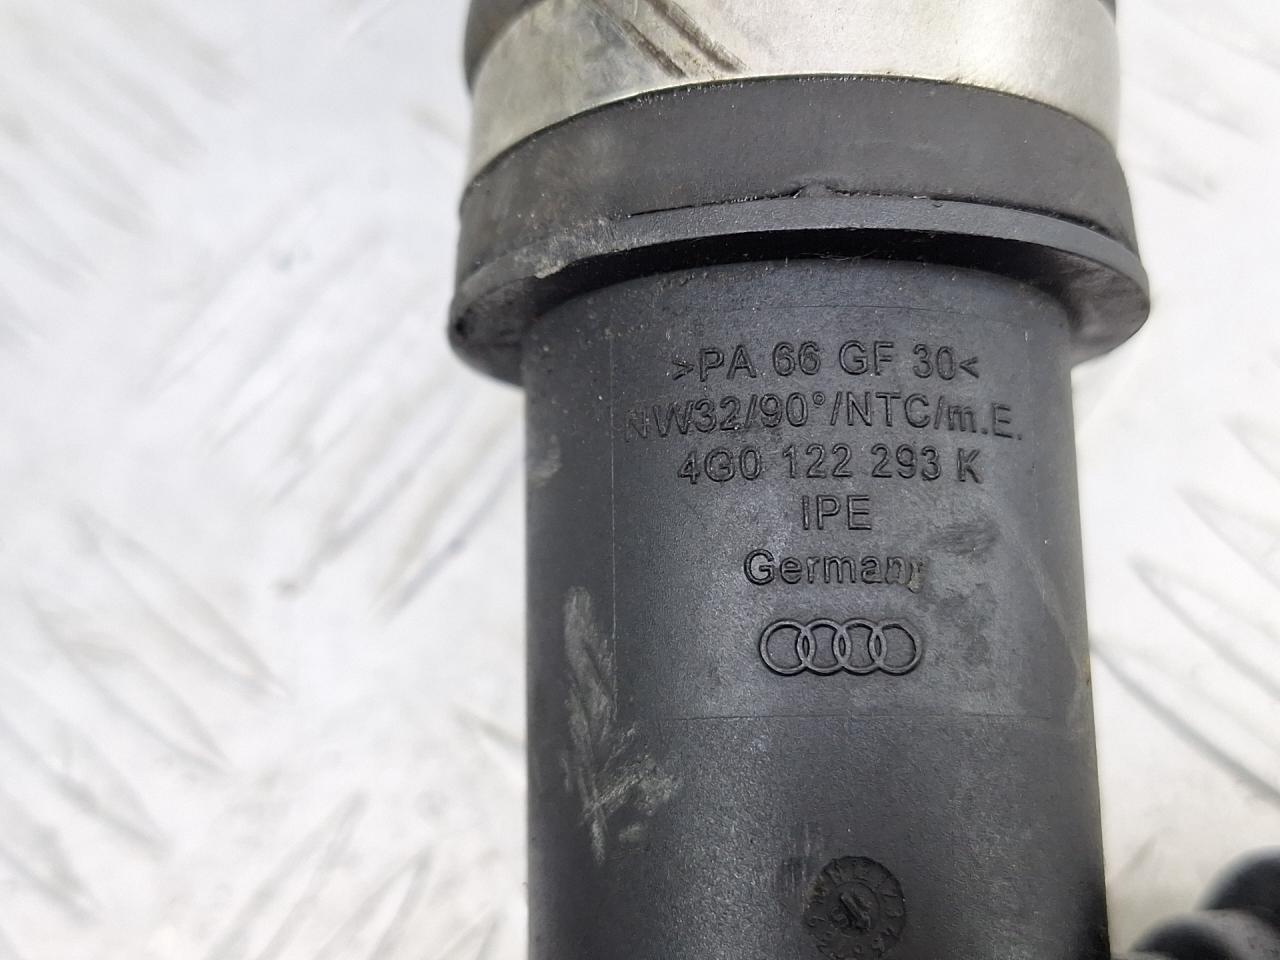 >PA 66 GF 30<
NW32/90°/NTC/m.E.
4G0 122 293 K
IPE
Germany